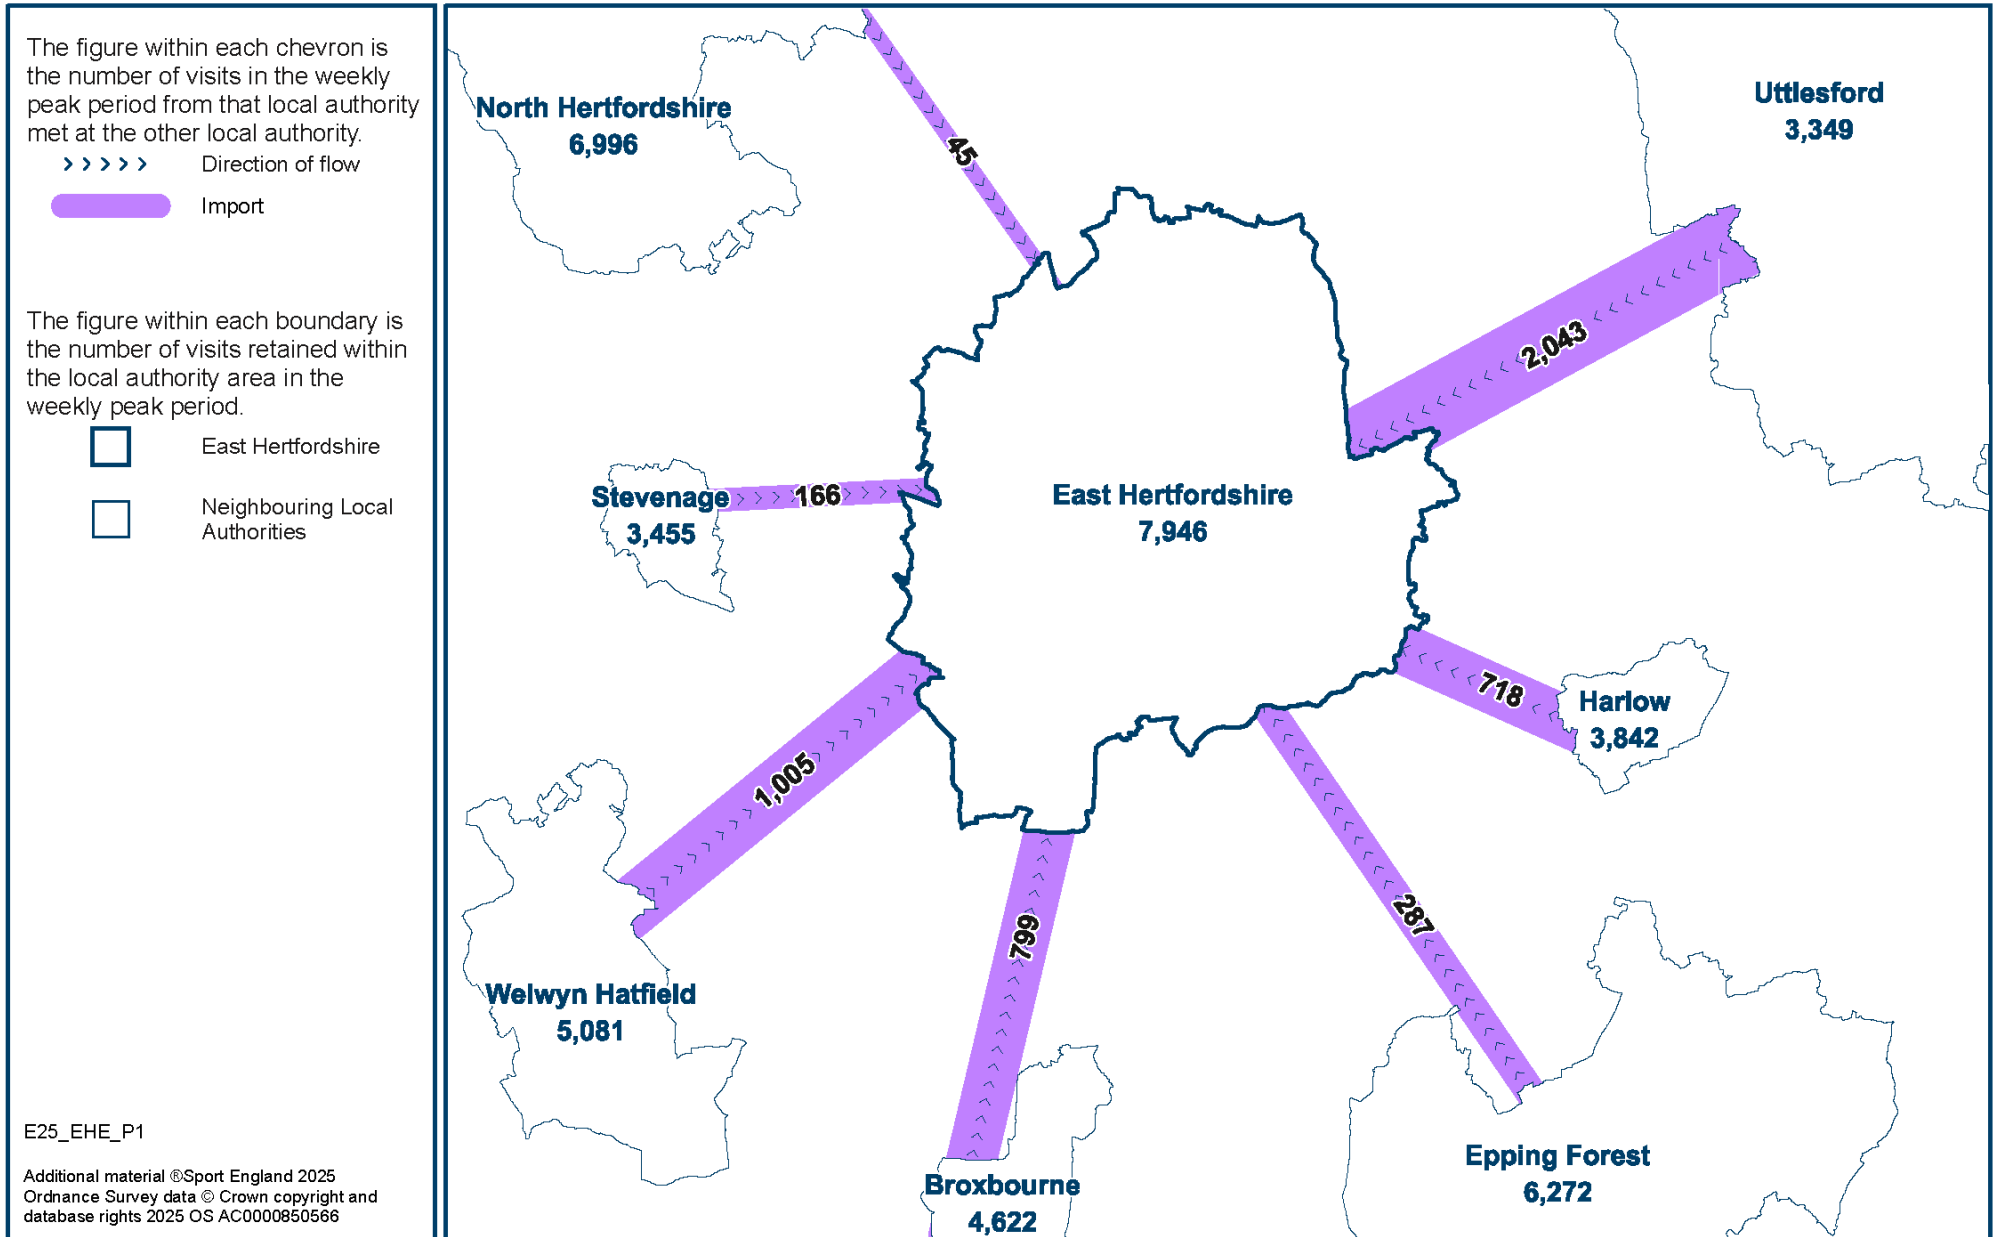 The figure within each chevron is
the number of visits in the weekly
peak period from that local authority
met at the other local authority.
Direction of flow
Import
The figure within each boundary is
the number of visits retained within
the local authority area in the
weekly peak period.
East Hertfordshire
Neighbouring Local
Authorities
E25_EHE_P1
Additional material ®Sport England 2025
Ordnance Survey data © Crown copyright and
database rights 2025 OS AC0000850566
North Hertfordshire
6,996
45
Uttlesford
3,349
2,043
Stevenage
3,455
166
East Hertfordshire
7,946
718
Harlow
3,842
1,005
287
799
Welwyn Hatfield
5,081
Epping Forest
6,272
Broxbourne
4,622